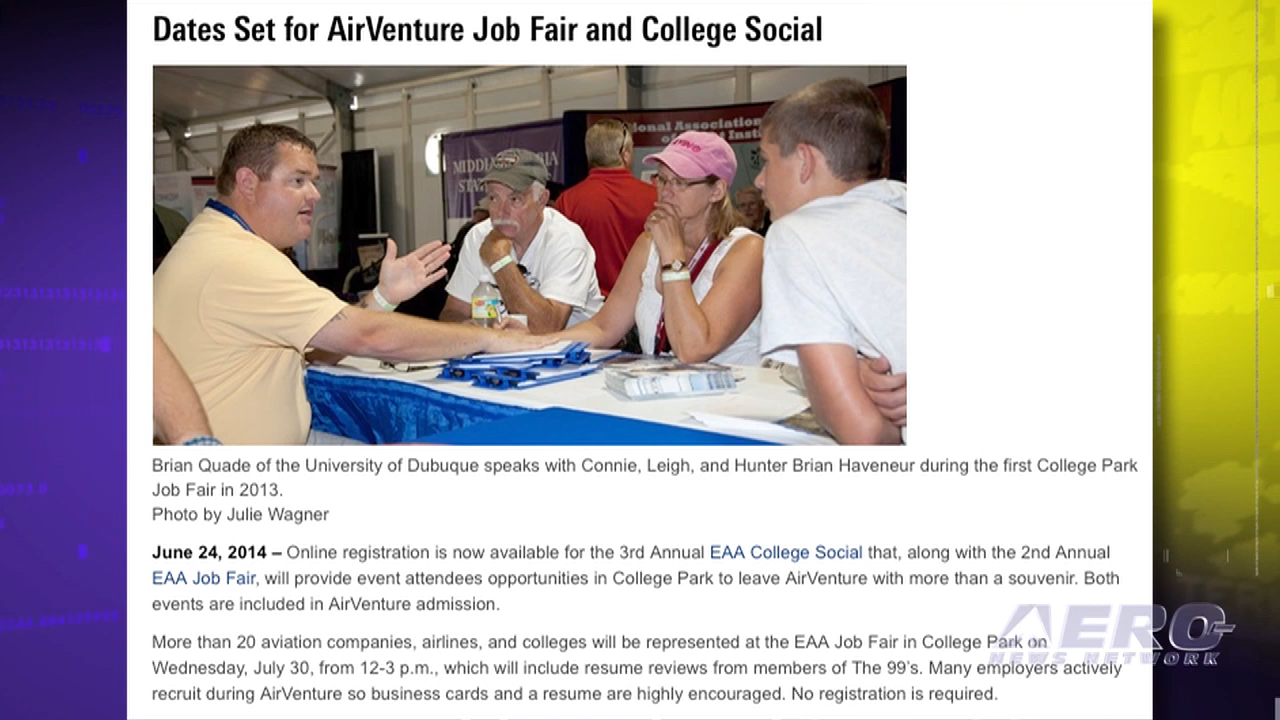 Dates Set for AirVenture Job Fair and College Social
MIDDL
STA
ional Association
Brian Quade of the University of Dubuque speaks with Connie, Leigh, and Hunter Brian Haveneur during the first College Park
Job Fair in 2013.
Photo by Julie Wagner
June 24, 2014 – Online registration is now available for the 3rd Annual EAA College Social that, along with the 2nd Annual
EAA Job Fair, will provide event attendees opportunities in College Park to leave AirVenture with more than a souvenir. Both
events are included in AirVenture admission.
More than 20 aviation companies, airlines, and colleges will be represented at the EAA Job Fair in College Park on
Wednesday, July 30, from 12-3 p.m., which will include resume reviews from members of The 99's. Many employers actively
recruit during AirVenture so business cards and a resume are highly encouraged. No registration is required.
AERO
NEWS NETWORK